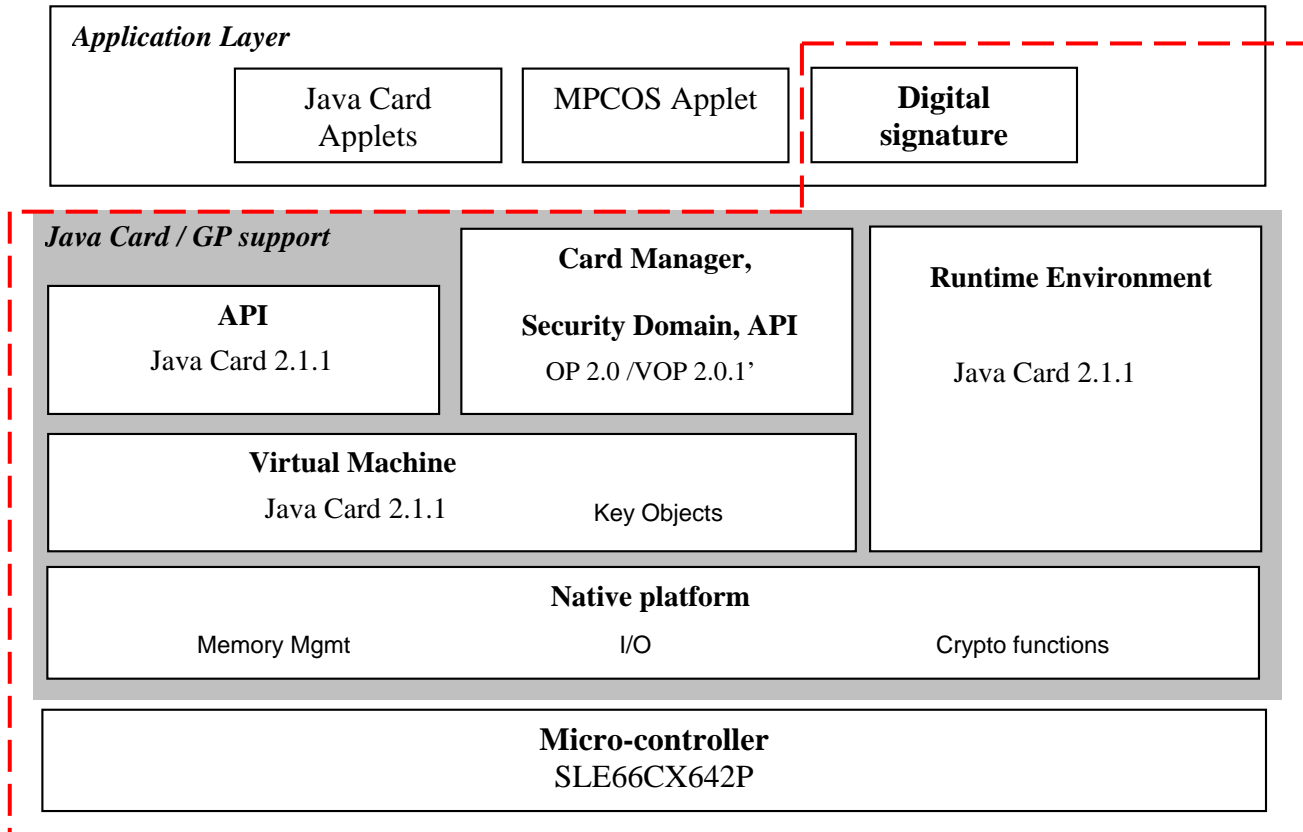 Application Layer
Java Card
Applets
MPCOS Applet
Digital
signature
Java Card / GP support
API
Java Card 2.1.1
Card Manager,
Security Domain, API
OP 2.0 /VOP 2.0.1’
Runtime Environment
Java Card 2.1.1
Virtual Machine
Java Card 2.1.1
Key Objects
Native platform
Memory Mgmt
I/O
Crypto functions
Micro-controller
SLE66CX642P